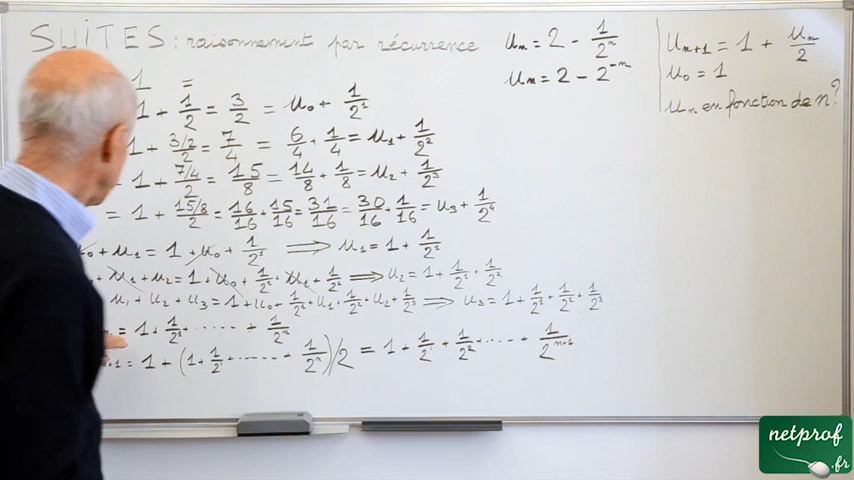 SUITES : raisonnement par récurrence
uₙ = 2 - 1/2ⁿ
uₙ = 2 - 2⁻ⁿ
uₙ₊₁ = 1 + uₙ/2
u₀ = 1
uₙ en fonction de n ?
1 =
1 + 1/2 = 3/2 = u₀ + 1/2¹
1 + (3/2)/2 = 7/4 = 6/4 + 1/4 = u₁ + 1/2²
1 + (7/4)/2 = 15/8 = 14/8 + 1/8 = u₂ + 1/2³
= 1 + (15/8)/2 = 16/16 + 15/16 = 31/16 = 30/16 + 1/16 = u₃ + 1/2⁴
u₀ + u₁ = 1 + u₀ + 1/2¹ ⟹ u₁ = 1 + 1/2¹
+ u₁ + u₂ = 1 + u₀ + 1/2¹ + u₁ + 1/2² ⟹ u₂ = 1 + 1/2¹ + 1/2²
u₁ + u₂ + u₃ = 1 + u₀ + 1/2¹ + u₁ + 1/2² + u₂ + 1/2³ ⟹ u₃ = 1 + 1/2¹ + 1/2² + 1/2³
= 1 + 1/2¹ + ...... + 1/2ⁿ
+1 = 1 + (1 + 1/2¹ + ...... + 1/2ⁿ)/2 = 1 + 1/2¹ + 1/2² + ..... + 1/2ⁿ⁺¹
netprof
.fr